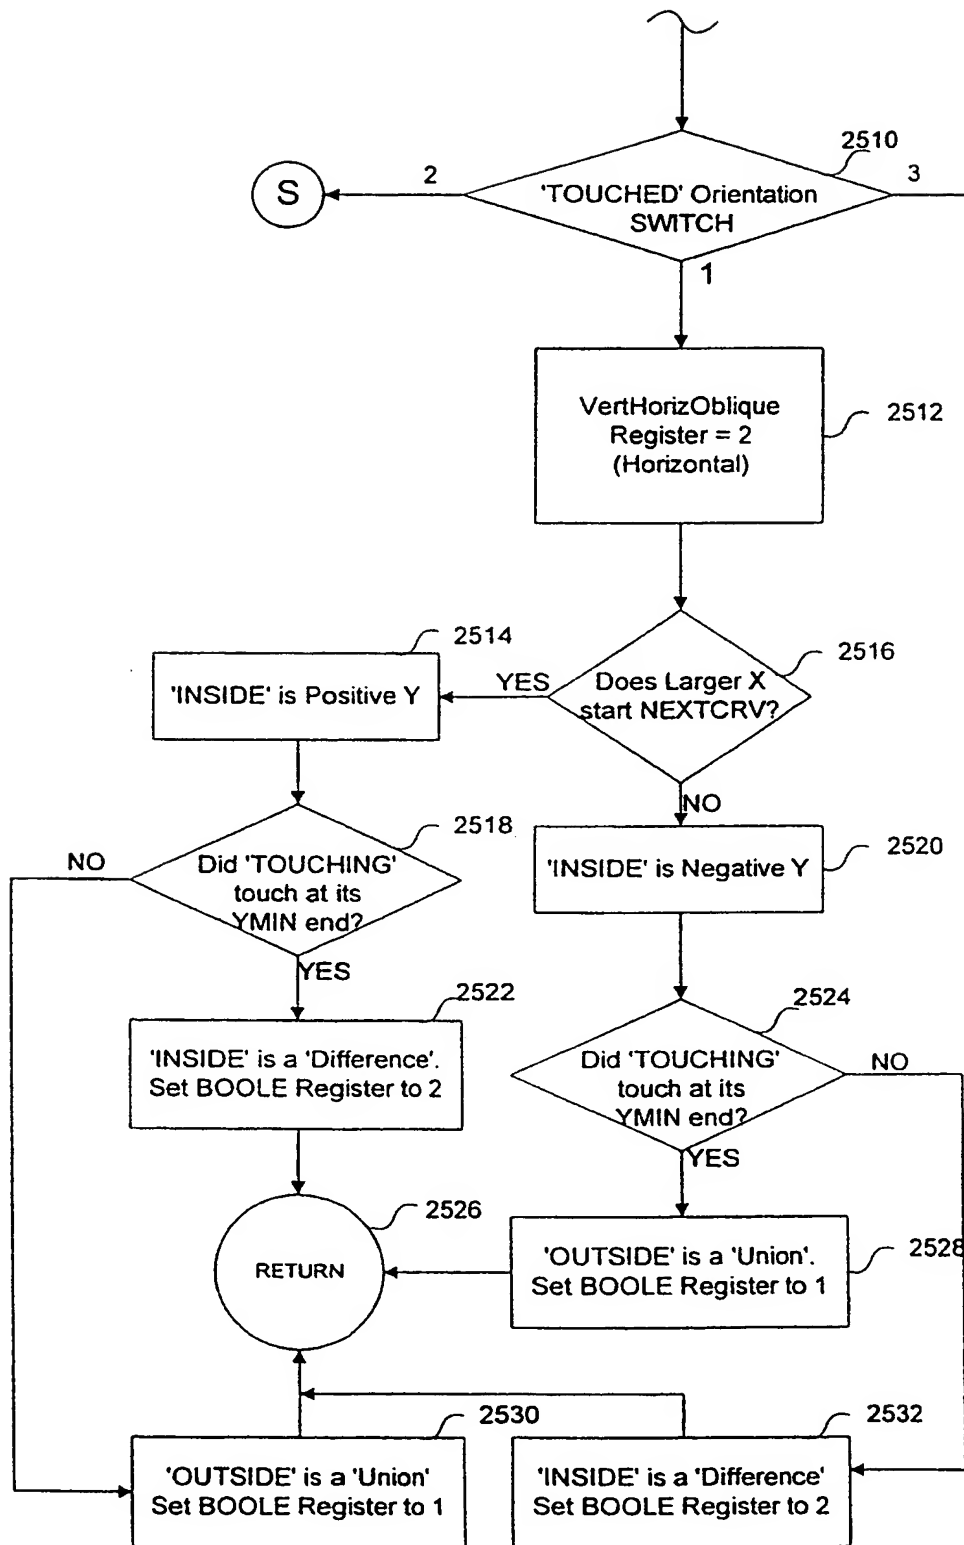 2510
2
3
S
'TOUCHED' Orientation
SWITCH
1
VertHorizOblique
Register = 2
(Horizontal)
2512
2514
2516
'INSIDE' is Positive Y
YES
Does Larger X
start NEXTCRV?
NO
2518
2520
NO
Did 'TOUCHING'
touch at its
YMIN end?
'INSIDE' is Negative Y
YES
2522
2524
'INSIDE' is a 'Difference'.
Set BOOLE Register to 2
Did 'TOUCHING'
touch at its
YMIN end?
NO
YES
2526
RETURN
'OUTSIDE' is a 'Union'.
Set BOOLE Register to 1
2528
2530
2532
'OUTSIDE' is a 'Union'
Set BOOLE Register to 1
'INSIDE' is a 'Difference'
Set BOOLE Register to 2